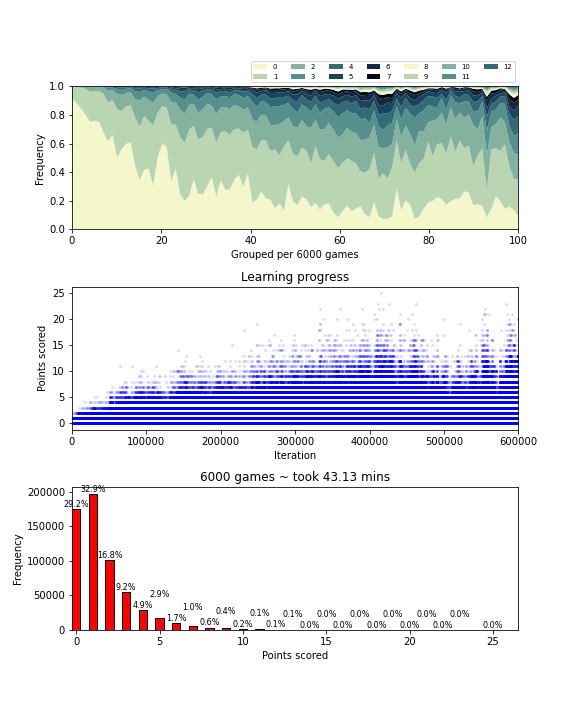 0 2 4 6 8 10 12
1 3 5 7 9 11
1.0
0.8
0.6
0.4
0.2
0.0
Frequency
0 20 40 60 80 100
Grouped per 6000 games
Learning progress
25
20
15
10
5
0
Points scored
0 100000 200000 300000 400000 500000 600000
Iteration
6000 games ~ took 43.13 mins
200000
150000
100000
50000
0
Frequency
29.2% 32.9% 16.8% 9.2% 4.9% 2.9% 1.7% 1.0% 0.6% 0.4% 0.2% 0.1% 0.1% 0.1% 0.0% 0.0% 0.0% 0.0% 0.0% 0.0% 0.0% 0.0% 0.0% 0.0% 0.0%
0 5 10 15 20 25
Points scored